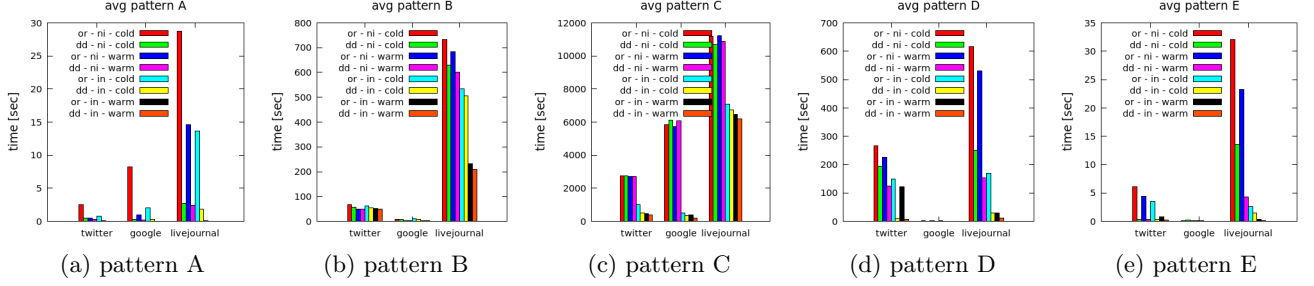 avg pattern A
30
25
20
15
10
5
0
time [sec]
or - ni - cold
dd - ni - cold
or - ni - warm
dd - ni - warm
or - in - cold
dd - in - cold
or - in - warm
dd - in - warm
twitter google livejournal
(a) pattern A
avg pattern B
900
800
700
600
500
400
300
200
100
0
time [sec]
or - ni - cold
dd - ni - cold
or - ni - warm
dd - ni - warm
or - in - cold
dd - in - cold
or - in - warm
dd - in - warm
twitter google livejournal
(b) pattern B
avg pattern C
12000
10000
8000
6000
4000
2000
0
time [sec]
or - ni - cold
dd - ni - cold
or - ni - warm
dd - ni - warm
or - in - cold
dd - in - cold
or - in - warm
dd - in - warm
twitter google livejournal
(c) pattern C
avg pattern D
700
600
500
400
300
200
100
0
time [sec]
or - ni - cold
dd - ni - cold
or - ni - warm
dd - ni - warm
or - in - cold
dd - in - cold
or - in - warm
dd - in - warm
twitter google livejournal
(d) pattern D
avg pattern E
35
30
25
20
15
10
5
0
time [sec]
or - ni - cold
dd - ni - cold
or - ni - warm
dd - ni - warm
or - in - cold
dd - in - cold
or - in - warm
dd - in - warm
twitter google livejournal
(e) pattern E